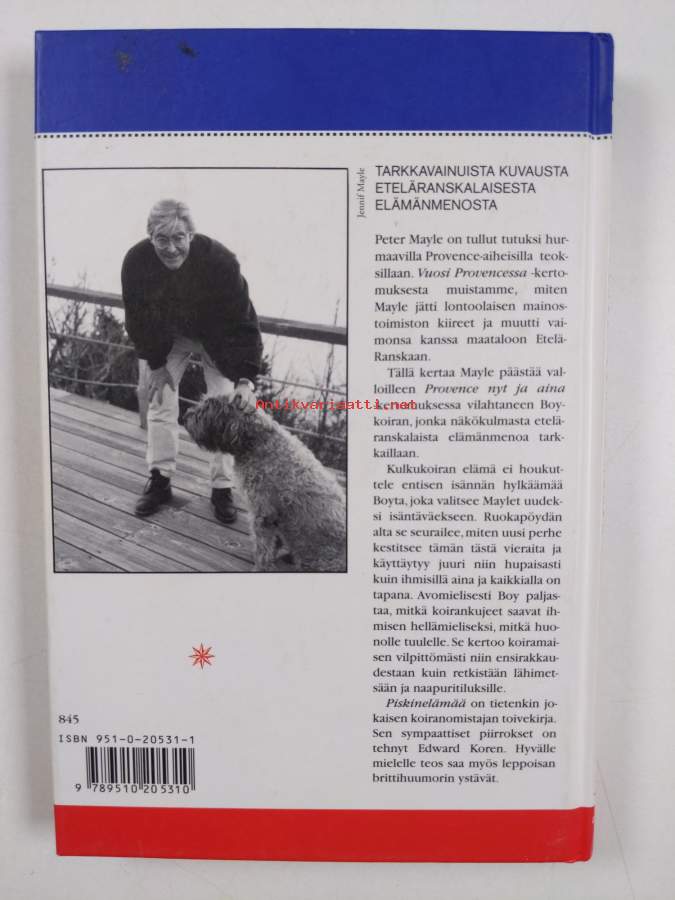 Jennif Mayle
TARKKAVAINUISTA KUVAUSTA
ETELÄRANSKALAISESTA
ELÄMÄNMENOSTA
Peter Mayle on tullut tutuksi hur-
maavilla Provence-aiheisilla teok-
sillaan. Vuosi Provencessa -kerto-
muksesta muistamme, miten
Mayle jätti lontoolaisen mainos-
toimiston kiireet ja muutti vai-
monsa kanssa maataloon Etelä-
Ranskaan.
Tällä kertaa Mayle päästää val-
loilleen Provence nyt ja aina
-kertomuksessa vilahtaneen Boy-
koiran, jonka näkökulmasta etelä-
ranskalaista elämänmenoa tark-
kaillaan.
Kulkukoiran elämä ei houkut-
tele entisen isännän hylkäämää
Boyta, joka valitsee Maylet uudek-
si isäntäväekseen. Ruokapöydän
alta se seurailee, miten uusi perhe
kestitsee tämän tästä vieraita ja
käyttäytyy juuri niin hupaisasti
kuin ihmisillä aina ja kaikkialla on
tapana. Avomielisesti Boy paljas-
taa, mitkä koirankujeet saavat ih-
misen hellämieliseksi, mitkä huo-
nolle tuulelle. Se kertoo koiramai-
sen vilpittömästi niin ensirakkau-
destaan kuin retkistään lähimet-
sään ja naapuritiluksille.
Piskinelämää on tietenkin jo-
kaisen koiranomistajan toivekirja.
Sen sympaattiset piirrokset on
tehnyt Edward Koren. Hyvälle
mielelle teos saa myös leppoisan
brittihuumorin ystävät.
Antikvariaatti.net
845
ISBN 951-0-20531-1
9 789510 205310